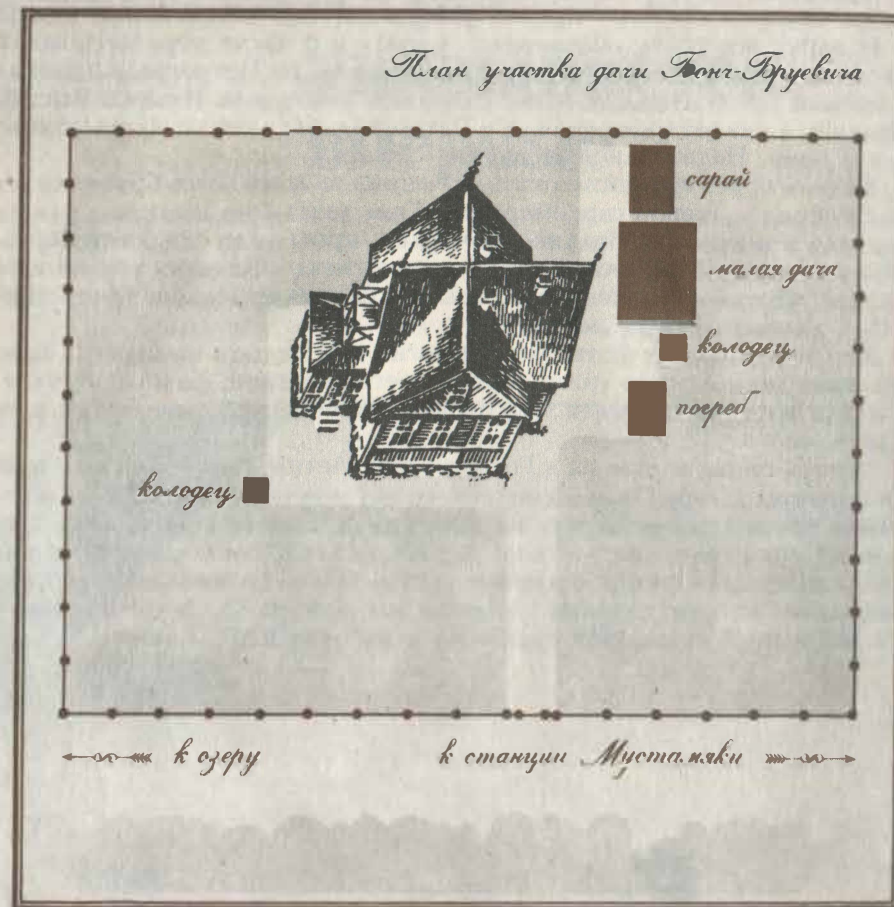 План участка дачи Бонч-Бруевича
сарай
малая дача
колодец
погреб
колодец
к озеру
к станции Мустамяки